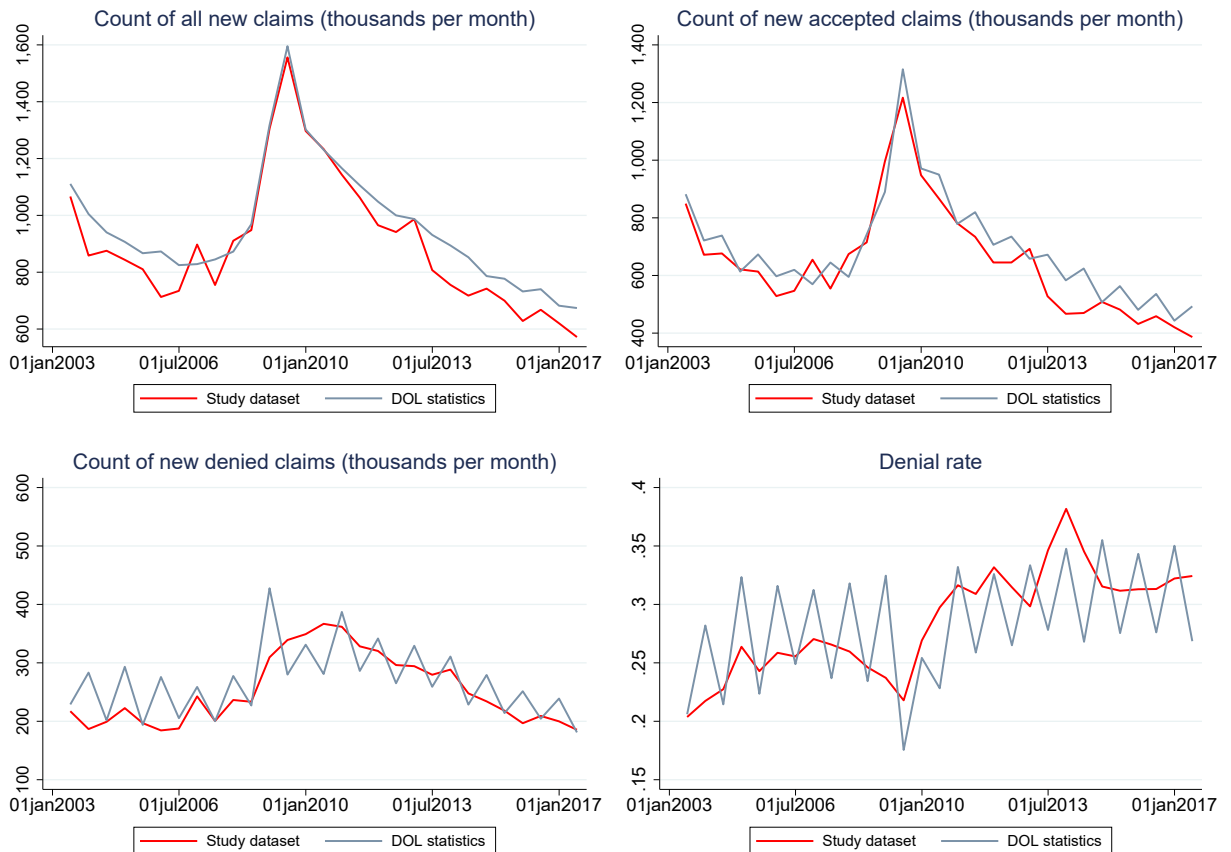 Count of all new claims (thousands per month)
1,600
1,400
1,200
1,000
800
600
01jan2003 01jul2006 01jan2010 01jul2013 01jan2017
Study dataset DOL statistics
Count of new accepted claims (thousands per month)
1,400
1,200
1,000
800
600
400
01jan2003 01jul2006 01jan2010 01jul2013 01jan2017
Study dataset DOL statistics
Count of new denied claims (thousands per month)
600
500
400
300
200
100
01jan2003 01jul2006 01jan2010 01jul2013 01jan2017
Study dataset DOL statistics
Denial rate
.4
.35
.3
.25
.2
.15
01jan2003 01jul2006 01jan2010 01jul2013 01jan2017
Study dataset DOL statistics